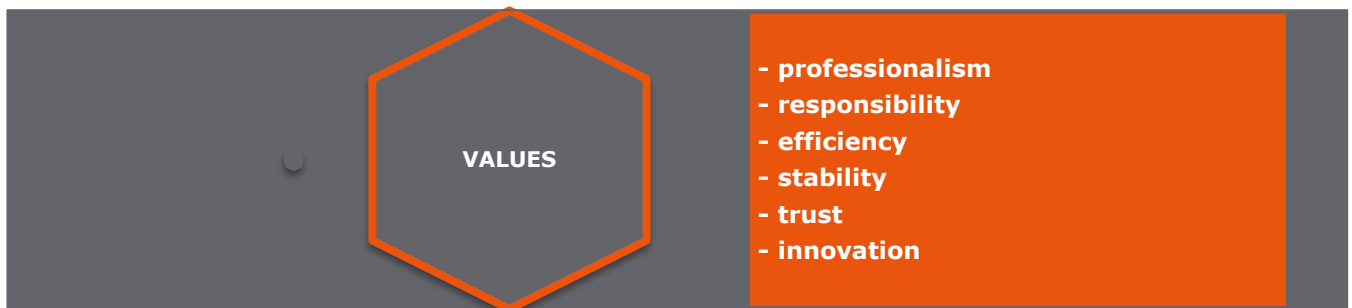 VALUES
- professionalism
- responsibility
- efficiency
- stability
- trust
- innovation